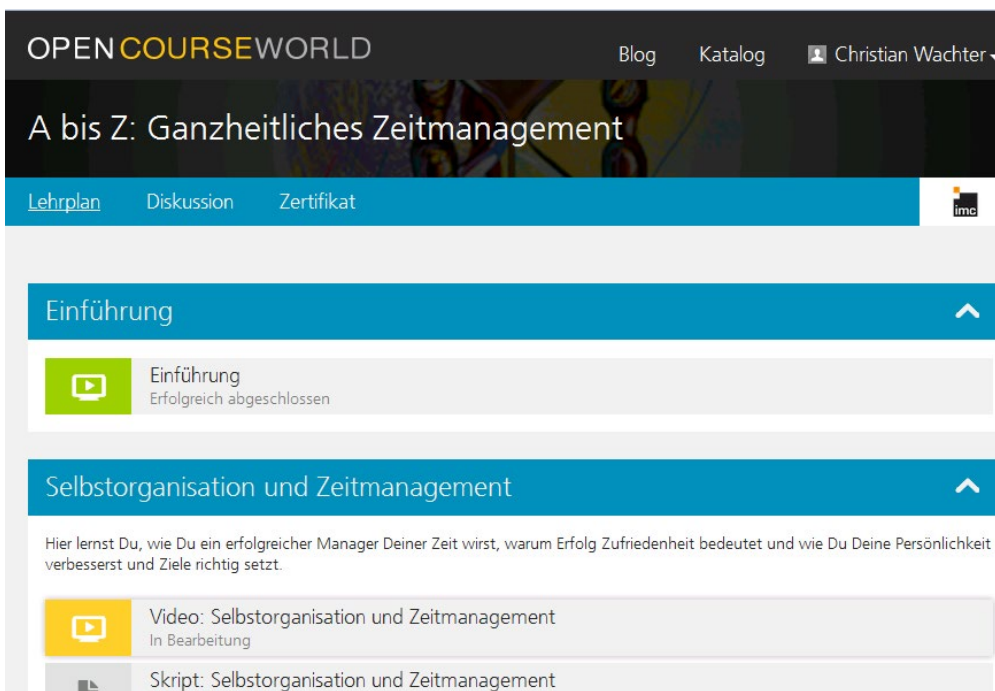 OPEN COURSEWORLD
Blog Katalog Christian Wachter
A bis Z: Ganzheitliches Zeitmanagement
Lehrplan Diskussion Zertifikat
imc
Einführung
Einführung
Erfolgreich abgeschlossen
Selbstorganisation und Zeitmanagement
Hier lernst Du, wie Du ein erfolgreicher Manager Deiner Zeit wirst, warum Erfolg Zufriedenheit bedeutet und wie Du Deine Persönlichkeit
verbesserst und Ziele richtig setzt.
Video: Selbstorganisation und Zeitmanagement
In Bearbeitung
Skript: Selbstorganisation und Zeitmanagement